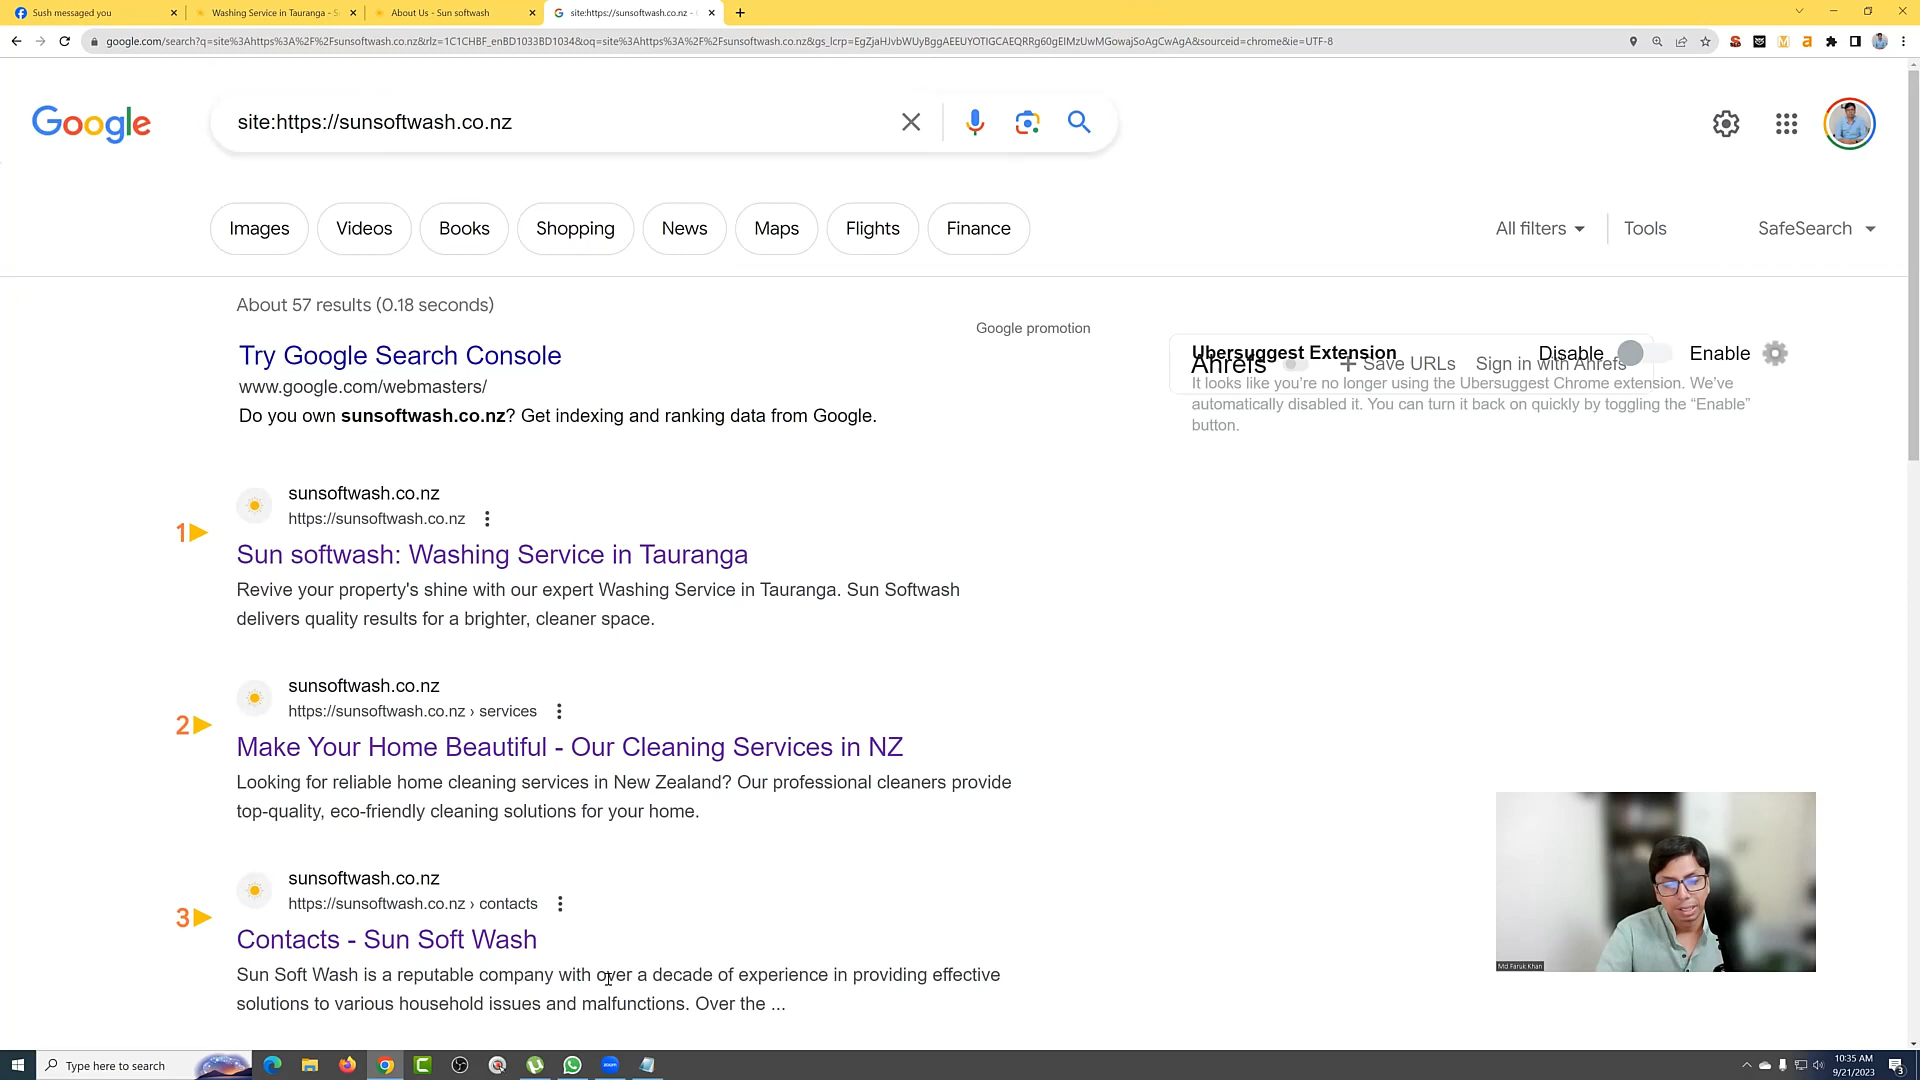 Sush messaged you
Washing Service in Tauranga - S
About Us - Sun softwash
site:https://sunsoftwash.co.nz -
google.com/search?q=site%3Ahttps%3A%2F%2Fsunsoftwash.co.nz&rlz=1C1CHBF_enBD1033BD1034&oq=site%3Ahttps%3A%2F%2Fsunsoftwash.co.nz&gs_lcrp=EgZjaHJvbWUyBggAEEUYOTIGCAEQRRg60gEIMzUwMGowajSoAgCwAgA&sourceid=chrome&ie=UTF-8
Google
site:https://sunsoftwash.co.nz
Images
Videos
Books
Shopping
News
Maps
Flights
Finance
All filters
Tools
SafeSearch
About 57 results (0.18 seconds)
Google promotion
Try Google Search Console
www.google.com/webmasters/
Do you own sunsoftwash.co.nz? Get indexing and ranking data from Google.
Ubersuggest Extension
Disable
Enable
Ahrefs
Save URLs
Sign in with Ahrefs
It looks like you're no longer using the Ubersuggest Chrome extension. We've
automatically disabled it. You can turn it back on quickly by toggling the “Enable”
button.
1
sunsoftwash.co.nz
https://sunsoftwash.co.nz
Sun softwash: Washing Service in Tauranga
Revive your property's shine with our expert Washing Service in Tauranga. Sun Softwash
delivers quality results for a brighter, cleaner space.
2
sunsoftwash.co.nz
https://sunsoftwash.co.nz › services
Make Your Home Beautiful - Our Cleaning Services in NZ
Looking for reliable home cleaning services in New Zealand? Our professional cleaners provide
top-quality, eco-friendly cleaning solutions for your home.
3
sunsoftwash.co.nz
https://sunsoftwash.co.nz › contacts
Contacts - Sun Soft Wash
Sun Soft Wash is a reputable company with over a decade of experience in providing effective
solutions to various household issues and malfunctions. Over the ...
Md Faruk Khan
Type here to search
zoom
10:35 AM
9/21/2023
3